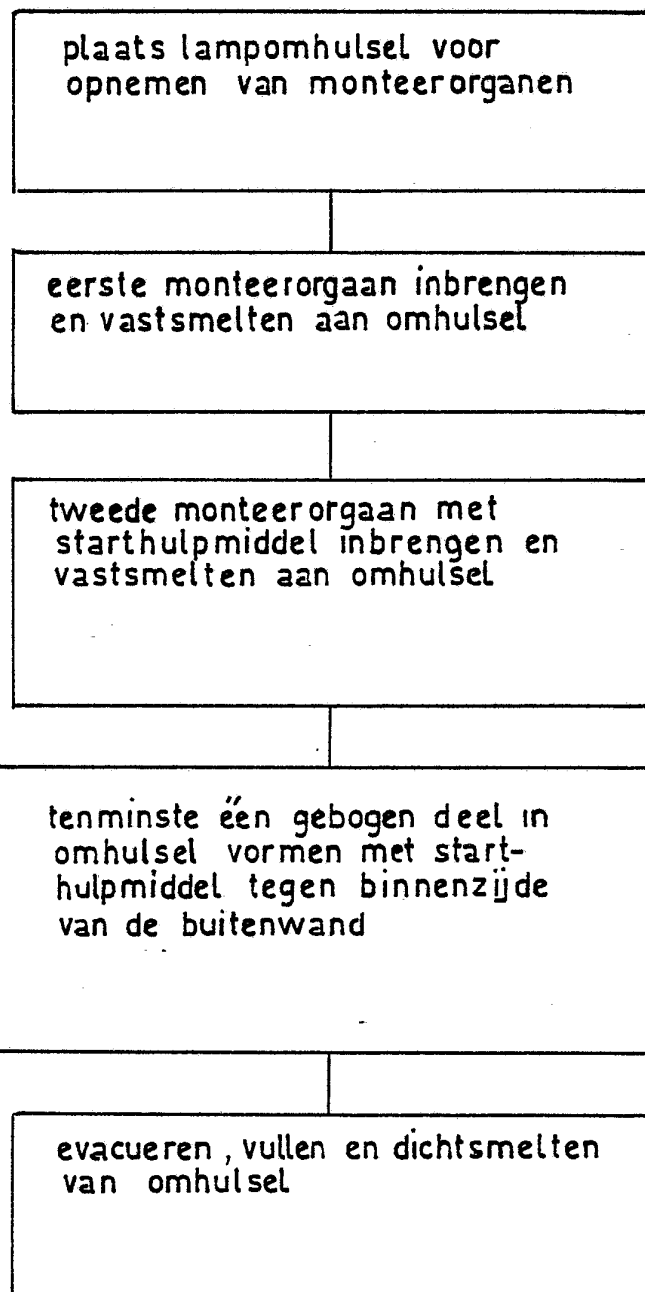 plaats lampomhulsel voor
opnemen van monteerorganen
eerste monteerorgaan inbrengen
en vastsmelten aan omhulsel
tweede monteerorgaan met
starthulpmiddel inbrengen en
vastsmelten aan omhulsel
tenminste één gebogen deel in
omhulsel vormen met start-
hulpmiddel tegen binnenzijde
van de buitenwand
evacueren , vullen en dichtsmelten
van omhulsel